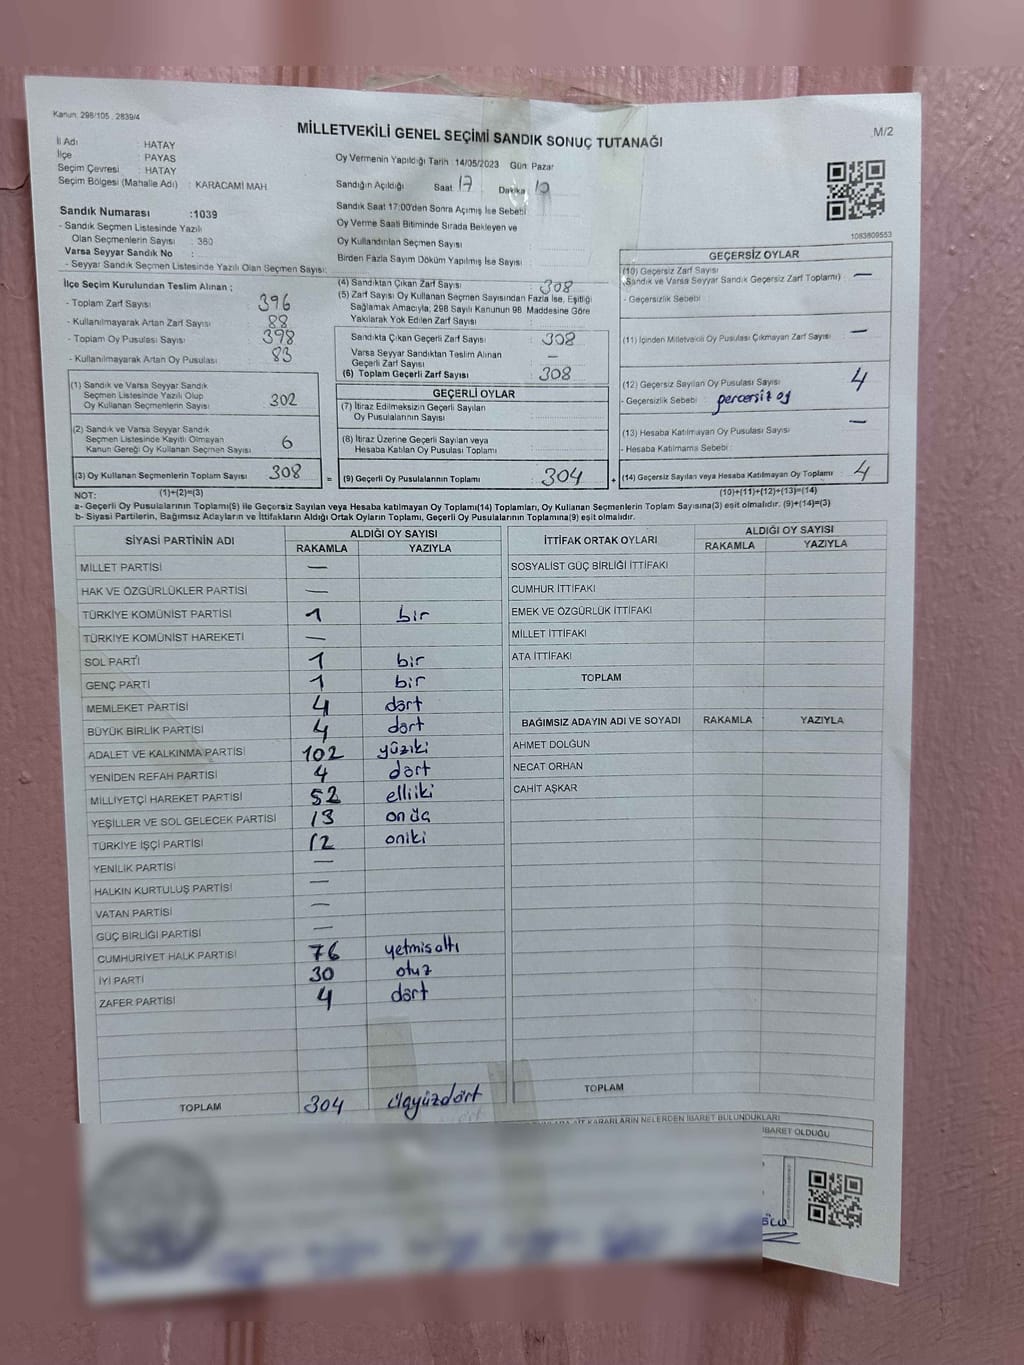 Kanun: 298/105 , 2839/4
MİLLETVEKİLİ GENEL SEÇİMİ SANDIK SONUÇ TUTANAĞI
M/2
İl Adı : HATAY
İlçe : PAYAS
Seçim Çevresi : HATAY
Seçim Bölgesi (Mahalle Adı) : KARACAMİ MAH
Oy Vermenin Yapıldığı Tarih :14/05/2023 Gün: Pazar
Sandığın Açıldığı Saat 17 Dakika 19
Sandık Saat 17:00'den Sonra Açılmış İse Sebebi
Oy Verme Saati Bitiminde Sırada Bekleyen ve
Oy Kullandırılan Seçmen Sayısı
Birden Fazla Sayım Döküm Yapılmış İse Sayısı
1083809553
Sandık Numarası :1039
- Sandık Seçmen Listesinde Yazılı
Olan Seçmenlerin Sayısı : 360
Varsa Seyyar Sandık No :
- Seyyar Sandık Seçmen Listesinde Yazılı Olan Seçmen Sayısı:
İlçe Seçim Kurulundan Teslim Alınan ;
- Toplam Zarf Sayısı 396
- Kullanılmayarak Artan Zarf Sayısı 88
- Toplam Oy Pusulası Sayısı 398
- Kullanılmayarak Artan Oy Pusulası 83
(1) Sandık ve Varsa Seyyar Sandık
Seçmen Listesinde Yazılı Olup
Oy Kullanan Seçmenlerin Sayısı 302
(2) Sandık ve Varsa Seyyar Sandık
Seçmen Listesinde Kayıtlı Olmayan
Kanun Gereği Oy Kullanan Seçmen Sayısı 6
(3) Oy Kullanan Seçmenlerin Toplam Sayısı 308
(4) Sandıktan Çıkan Zarf Sayısı : 308
(5) Zarf Sayısı Oy Kullanan Seçmen Sayısından Fazla İse, Eşitliği
Sağlamak Amacıyla; 298 Sayılı Kanunun 98. Maddesine Göre
Yakılarak Yok Edilen Zarf Sayısı
Sandıkta Çıkan Geçerli Zarf Sayısı : 308
Varsa Seyyar Sandıktan Teslim Alınan
Geçerli Zarf Sayısı : —
(6) Toplam Geçerli Zarf Sayısı : 308
GEÇERLİ OYLAR
(7) İtiraz Edilmeksizin Geçerli Sayılan
Oy Pusulalarının Sayısı
(8) İtiraz Üzerine Geçerli Sayılan veya
Hesaba Katılan Oy Pusulası Toplamı
= (9) Geçerli Oy Pusulalarının Toplamı : 304 +
GEÇERSİZ OYLAR
(10) Geçersiz Zarf Sayısı
(Sandık ve Varsa Seyyar Sandık Geçersiz Zarf Toplamı) : —
- Geçersizlik Sebebi
(11) İçinden Milletvekili Oy Pusulası Çıkmayan Zarf Sayısı : —
(12) Geçersiz Sayılan Oy Pusulası Sayısı : 4
- Geçersizlik Sebebi
(13) Hesaba Katılmayan Oy Pusulası Sayısı : —
- Hesaba Katılmama Sebebi
(14) Geçersiz Sayılan veya Hesaba Katılmayan Oy Toplamı : 4
NOT: (1)+(2)=(3)
(10)+(11)+(12)+(13)=(14)
a- Geçerli Oy Pusulalarının Toplamı(9) ile Geçersiz Sayılan veya Hesaba katılmayan Oy Toplamı(14) Toplamları, Oy Kullanan Seçmenlerin Toplam Sayısına(3) eşit olmalıdır. (9)+(14)=(3)
b- Siyasi Partilerin, Bağımsız Adayların ve İttifakların Aldığı Ortak Oyların Toplamı, Geçerli Oy Pusulalarının Toplamına(9) eşit olmalıdır.
SİYASİ PARTİNİN ADI ALDIĞI OY SAYISI
RAKAMLA YAZIYLA
MİLLET PARTİSİ —
HAK VE ÖZGÜRLÜKLER PARTİSİ —
TÜRKİYE KOMÜNİST PARTİSİ 1 bir
TÜRKİYE KOMÜNİST HAREKETİ —
SOL PARTİ 1 bir
GENÇ PARTİ 1 bir
MEMLEKET PARTİSİ 4 dört
BÜYÜK BİRLİK PARTİSİ 4 dört
ADALET VE KALKINMA PARTİSİ 102 yüziki
YENİDEN REFAH PARTİSİ 4 dört
MİLLİYETÇİ HAREKET PARTİSİ 52 elliiki
YEŞİLLER VE SOL GELECEK PARTİSİ 13 onüç
TÜRKİYE İŞÇİ PARTİSİ 12 oniki
YENİLİK PARTİSİ —
HALKIN KURTULUŞ PARTİSİ —
VATAN PARTİSİ —
GÜÇ BİRLİĞİ PARTİSİ —
CUMHURİYET HALK PARTİSİ 76 yetmisaltı
İYİ PARTİ 30 otuz
ZAFER PARTİSİ 4 dört
TOPLAM 304 üçyüzdört
İTTİFAK ORTAK OYLARI ALDIĞI OY SAYISI
RAKAMLA YAZIYLA
SOSYALİST GÜÇ BİRLİĞİ İTTİFAKI
CUMHUR İTTİFAKI
EMEK VE ÖZGÜRLÜK İTTİFAKI
MİLLET İTTİFAKI
ATA İTTİFAKI
TOPLAM
BAĞIMSIZ ADAYIN ADI VE SOYADI RAKAMLA YAZIYLA
AHMET DOLĞUN
NECAT ORHAN
CAHİT AŞKAR
TOPLAM
KARARLARIN NELERDEN İBARET BULUNDUKLARI
İBARET OLDUĞU